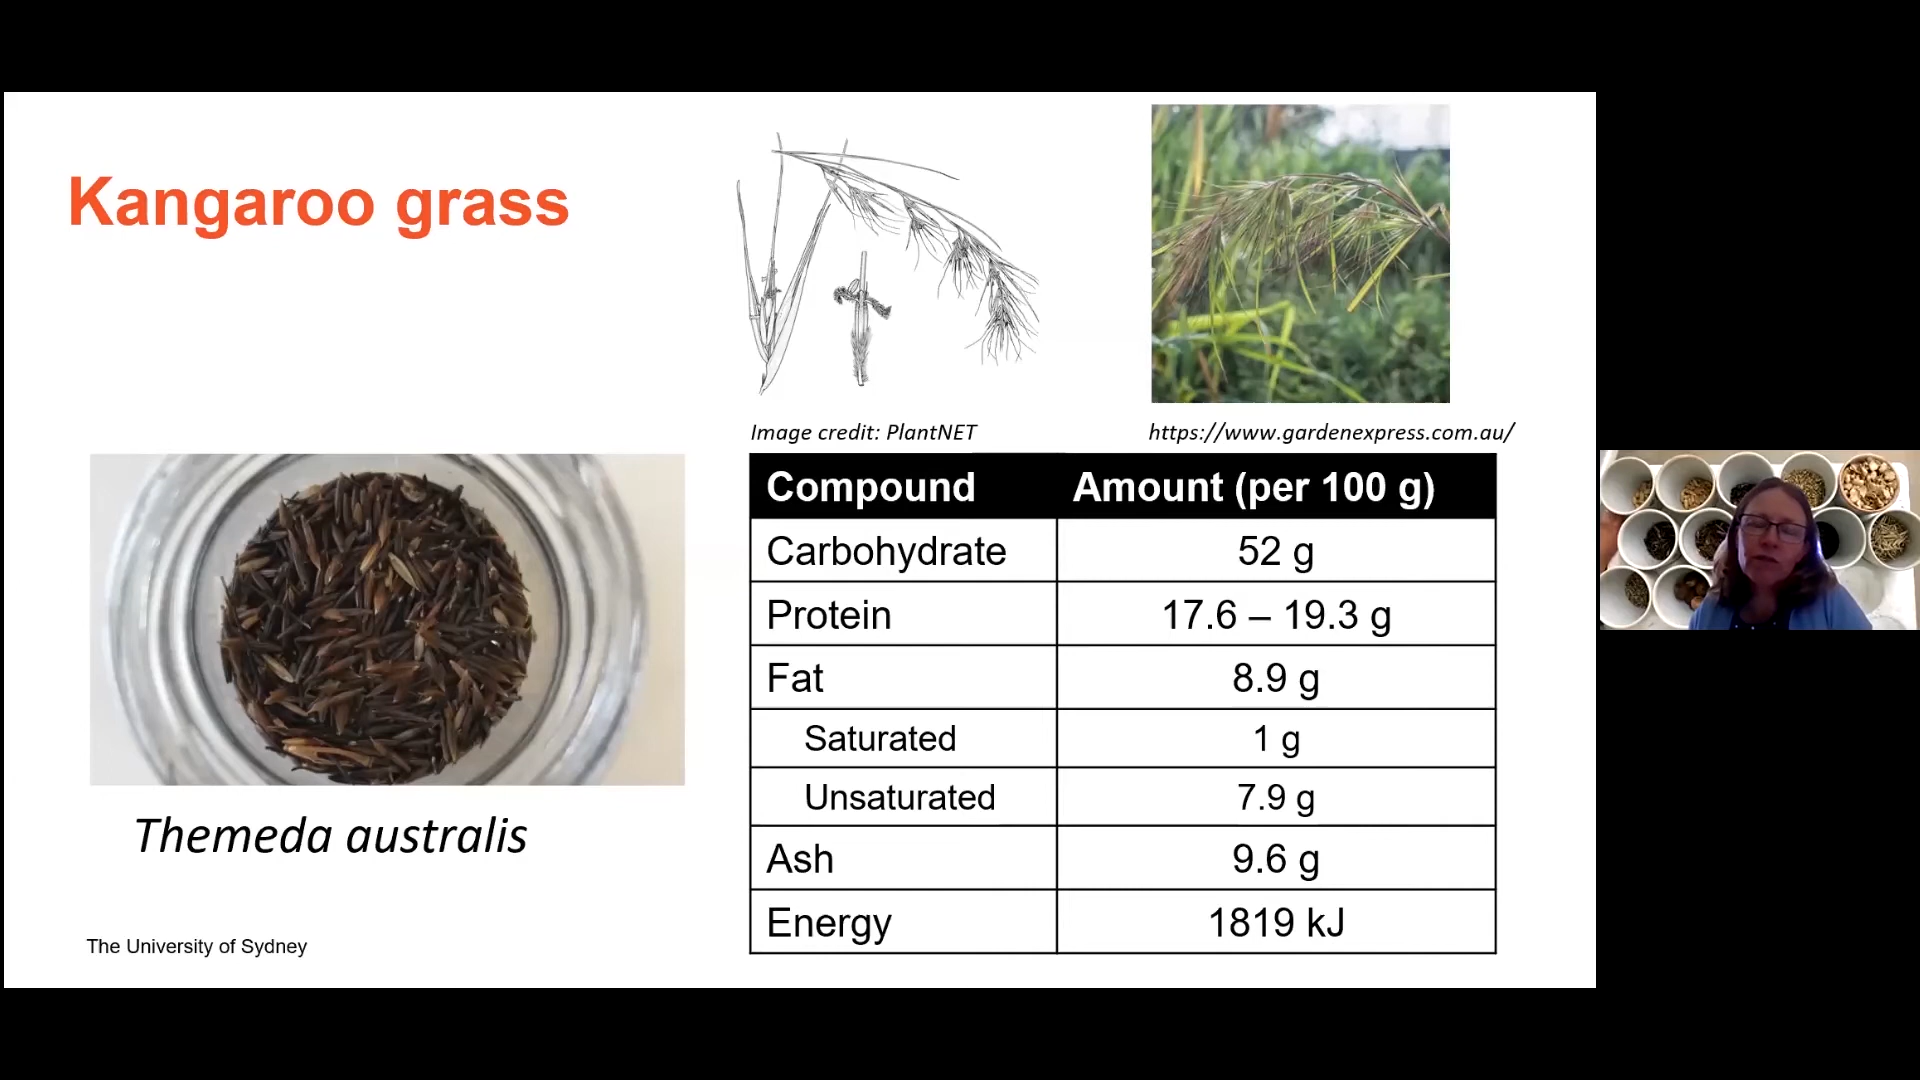 Kangaroo grass
Image credit: PlantNET
https://www.gardenexpress.com.au/
Compound Amount (per 100 g)
Carbohydrate 52 g
Protein 17.6 – 19.3 g
Fat 8.9 g
Saturated 1 g
Unsaturated 7.9 g
Ash 9.6 g
Energy 1819 kJ
Themeda australis
The University of Sydney